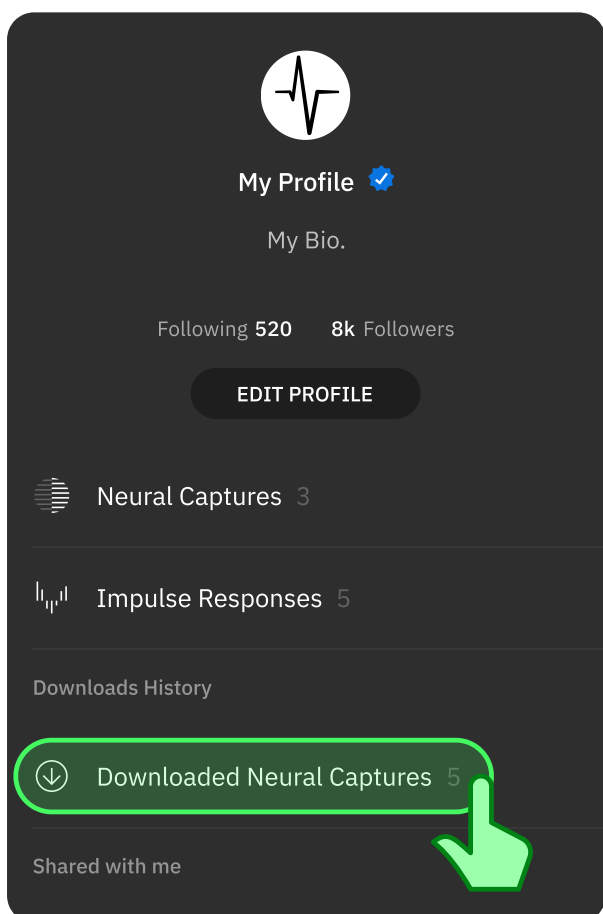 My Profile
My Bio.
Following 520 8k Followers
EDIT PROFILE
Neural Captures 3
Impulse Responses 5
Downloads History
Downloaded Neural Captures 5
Shared with me